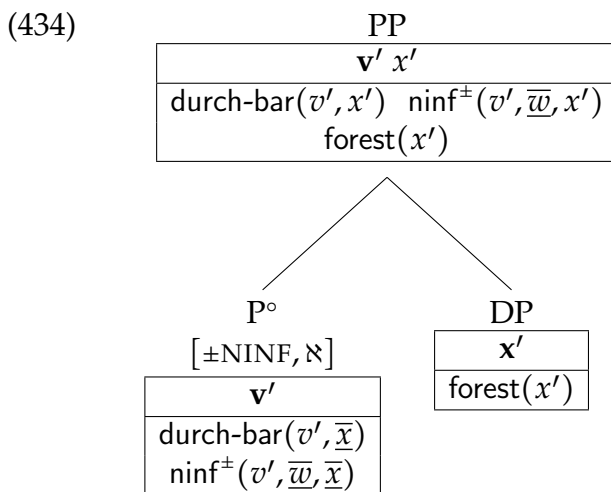 (434)
PP
v′ x′
durch-bar(v′, x′) ninf±(v′, w̲̅, x′)
forest(x′)
P° DP
[±NINF, ℵ] x′
v′ forest(x′)
durch-bar(v′, x̲̅)
ninf±(v′, w̲̅, x̲̅)